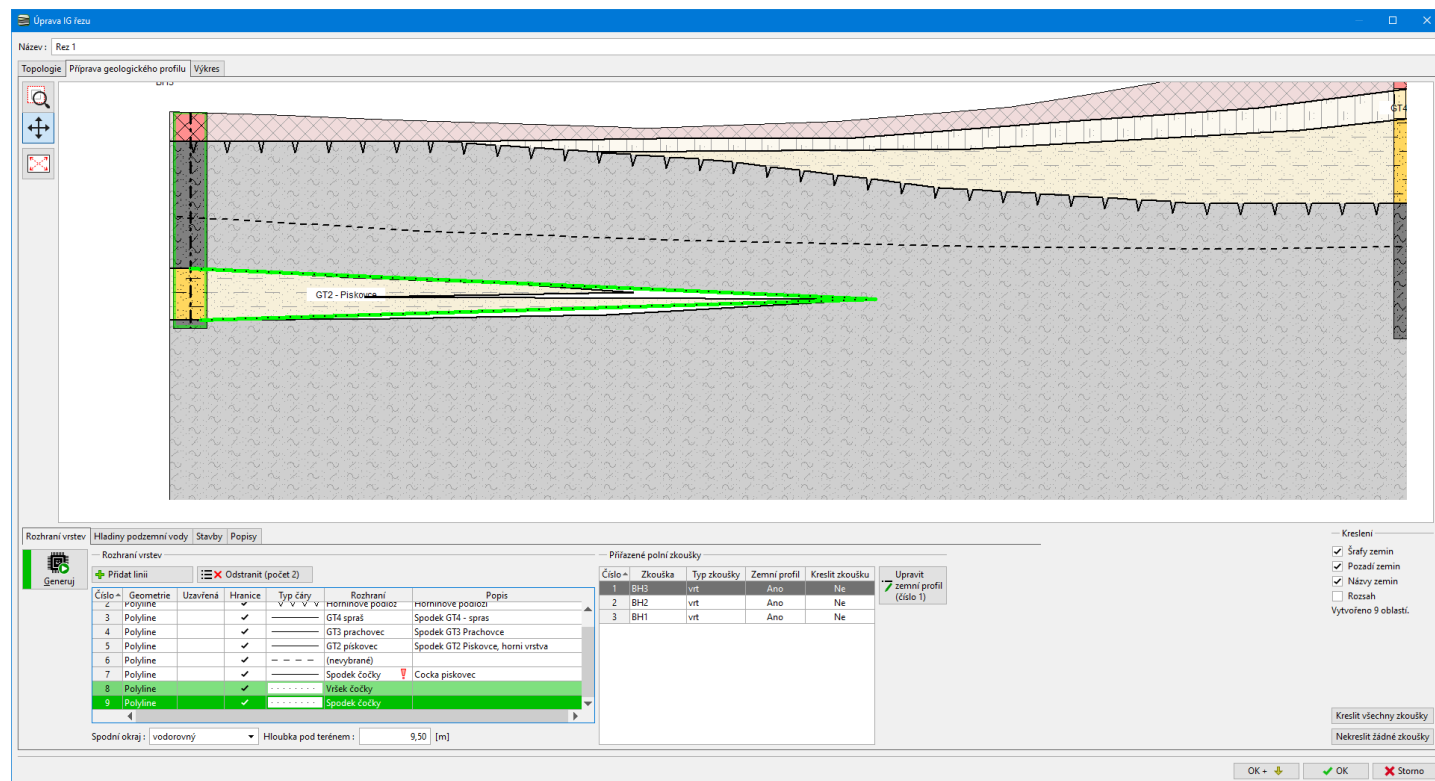 Úprava IG řezu
Název : Rez 1
Topologie Příprava geologického profilu Výkres
BH3
GT4
GT2 - Piskovce
Rozhraní vrstev Hladiny podzemní vody Stavby Popisy
Generuj
Rozhraní vrstev
Přidat linii Odstranit (počet 2)
Číslo Geometrie Uzavřená Hranice Typ čáry Rozhraní Popis
2 Polyline Horninové podlož Horninové podloží
3 Polyline GT4 spraš Spodek GT4 - spras
4 Polyline GT3 prachovec Spodek GT3 Prachovce
5 Polyline GT2 pískovec Spodek GT2 Piskovce, horni vrstva
6 Polyline (nevybrané)
7 Polyline Spodek čočky Cocka piskovec
8 Polyline Vršek čočky
9 Polyline Spodek čočky
Spodní okraj : vodorovný Hloubka pod terénem : 9,50 [m]
Přiřazené polní zkoušky
Číslo Zkouška Typ zkoušky Zemní profil Kreslit zkoušku
1 BH3 vrt Ano Ne
2 BH2 vrt Ano Ne
3 BH1 vrt Ano Ne
Upravit
zemní profil
(číslo 1)
Kreslení
Šrafy zemin
Pozadí zemin
Názvy zemin
Rozsah
Vytvořeno 9 oblastí.
Kreslit všechny zkoušky
Nekreslit žádné zkoušky
OK + OK Storno